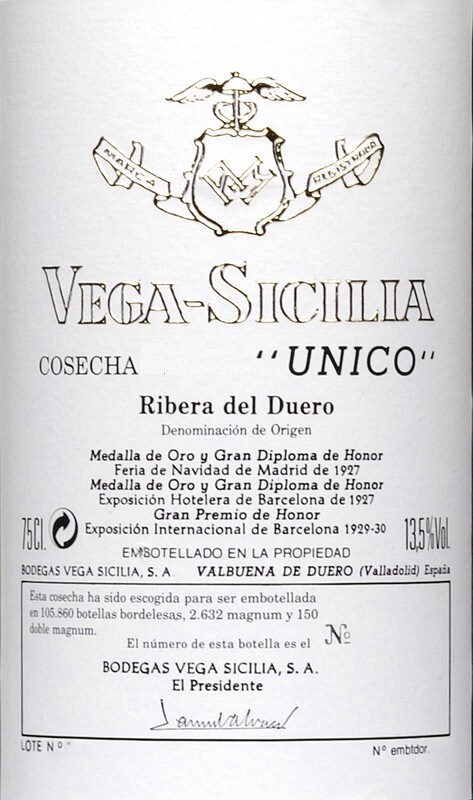 MARCA REGISTRADA
VEGA-SICILIA
COSECHA "UNICO"
Ribera del Duero
Denominación de Origen
Medalla de Oro y Gran Diploma de Honor
Feria de Navidad de Madrid de 1927
Medalla de Oro y Gran Diploma de Honor
Exposición Hotelera de Barcelona de 1927
Gran Premio de Honor
75Cl. Exposición Internacional de Barcelona 1929-30 13,5%Vol.
EMBOTELLADO EN LA PROPIEDAD
BODEGAS VEGA SICILIA, S. A. VALBUENA DE DUERO (Valladolid) España
Esta cosecha ha sido escogida para ser embotellada
en 105.860 botellas bordelesas, 2.632 magnum y 150
doble magnum.
El número de esta botella es el Nº
BODEGAS VEGA SICILIA, S. A.
El Presidente
LOTE Nº Nº embtdor.